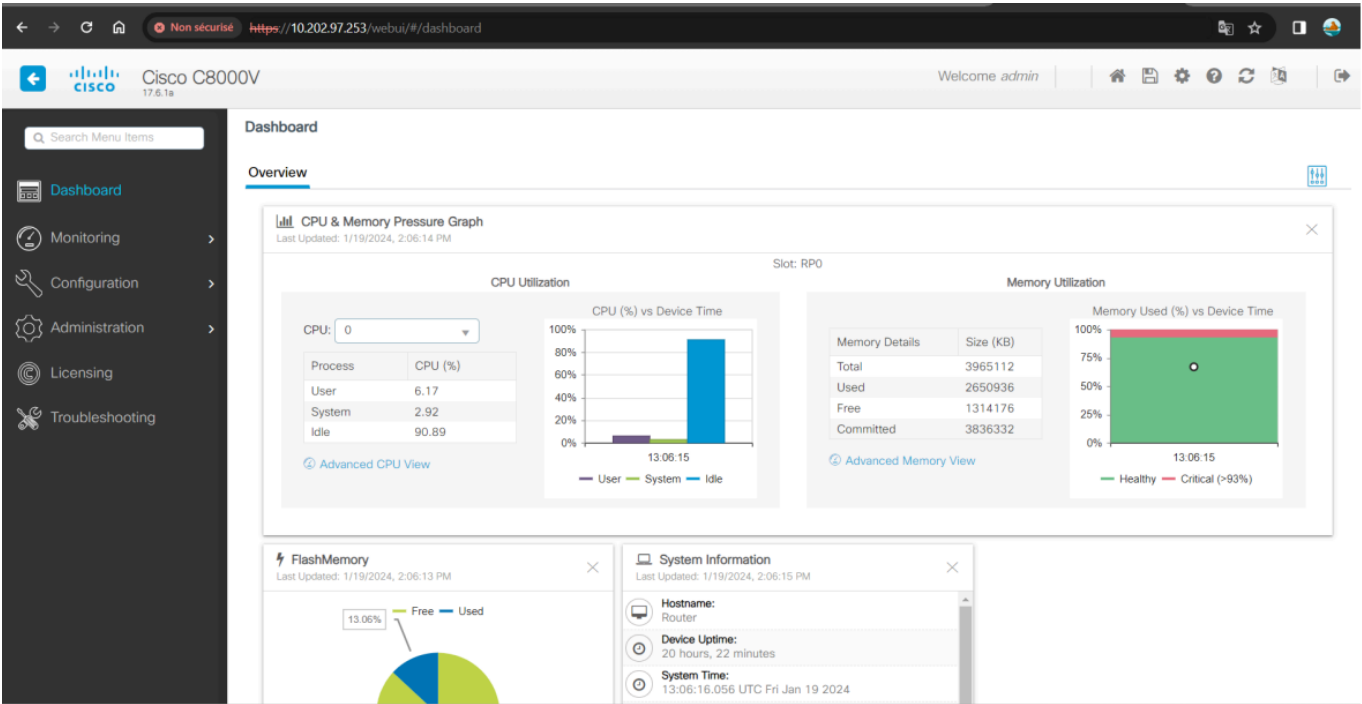 Non sécurisé https://10.202.97.253/webui/#/dashboard
cisco Cisco C8000V
17.6.1a
Welcome admin
Search Menu Items
Dashboard
Monitoring
Configuration
Administration
Licensing
Troubleshooting
Dashboard
Overview
CPU & Memory Pressure Graph
Last Updated: 1/19/2024, 2:06:14 PM
Slot: RP0
CPU Utilization
CPU: 0
Process CPU (%)
User 6.17
System 2.92
Idle 90.89
Advanced CPU View
CPU (%) vs Device Time
100%
80%
60%
40%
20%
0%
13:06:15
User System Idle
Memory Utilization
Memory Details Size (KB)
Total 3965112
Used 2650936
Free 1314176
Committed 3836332
Advanced Memory View
Memory Used (%) vs Device Time
100%
75%
50%
25%
0%
13:06:15
Healthy Critical (>93%)
FlashMemory
Last Updated: 1/19/2024, 2:06:13 PM
13.06%
Free Used
System Information
Last Updated: 1/19/2024, 2:06:15 PM
Hostname:
Router
Device Uptime:
20 hours, 22 minutes
System Time:
13:06:16.056 UTC Fri Jan 19 2024